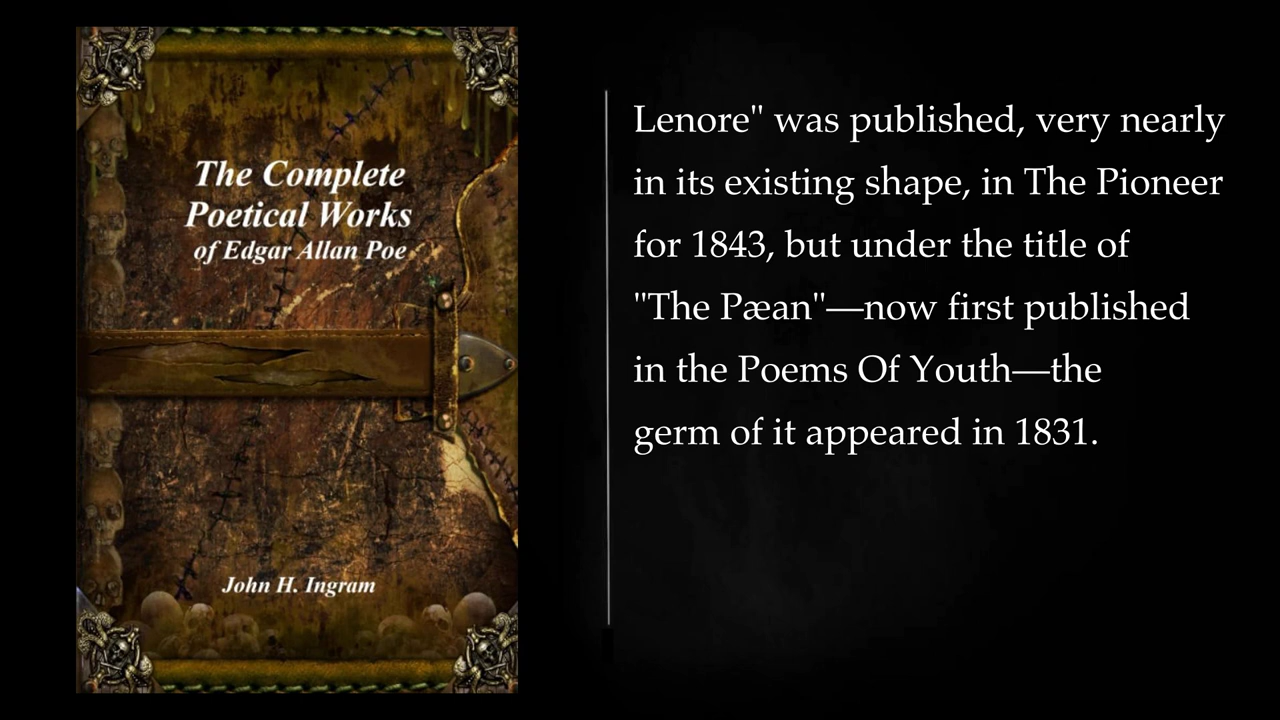 The Complete
Poetical Works
of Edgar Allan Poe
John H. Ingram
Lenore" was published, very nearly
in its existing shape, in The Pioneer
for 1843, but under the title of
"The Pæan"—now first published
in the Poems Of Youth—the
germ of it appeared in 1831.